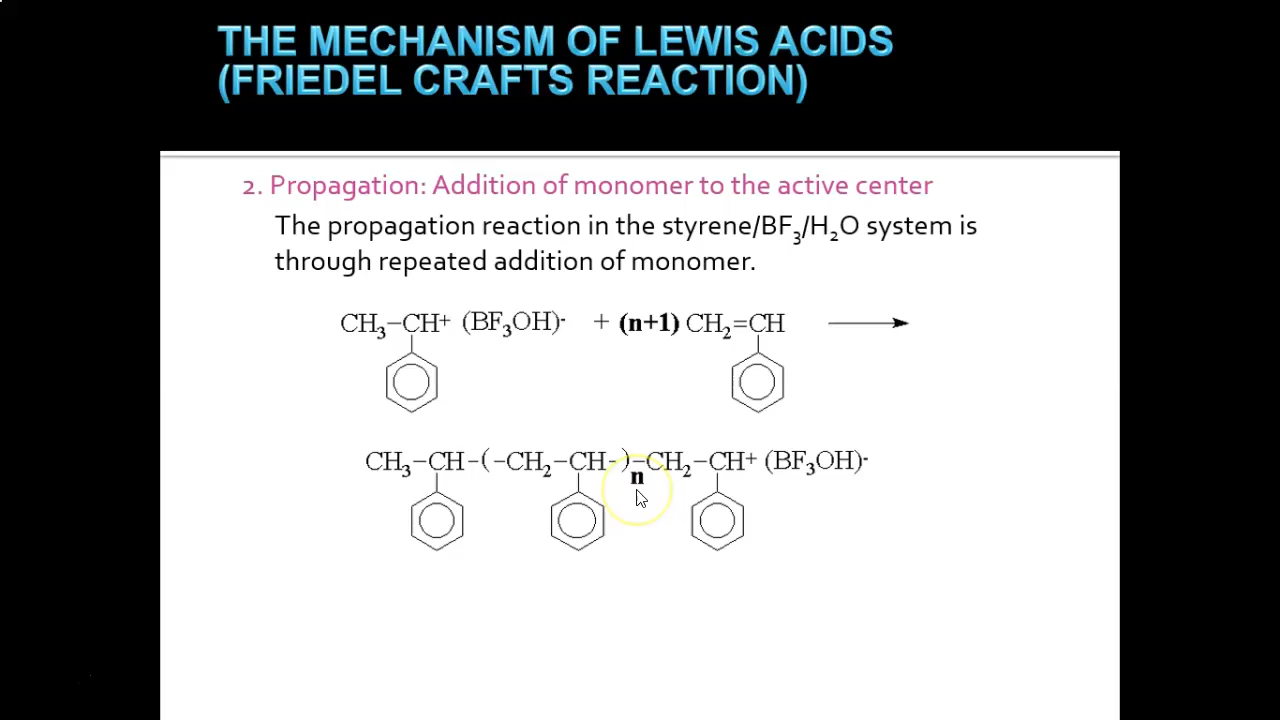 THE MECHANISM OF LEWIS ACIDS
(FRIEDEL CRAFTS REACTION)
2. Propagation: Addition of monomer to the active center
The propagation reaction in the styrene/BF₃/H₂O system is
through repeated addition of monomer.
CH₃–CH⁺ (BF₃OH)⁻ + (n+1) CH₂=CH
CH₃–CH-(–CH₂–CH-)–CH₂–CH⁺ (BF₃OH)⁻
n